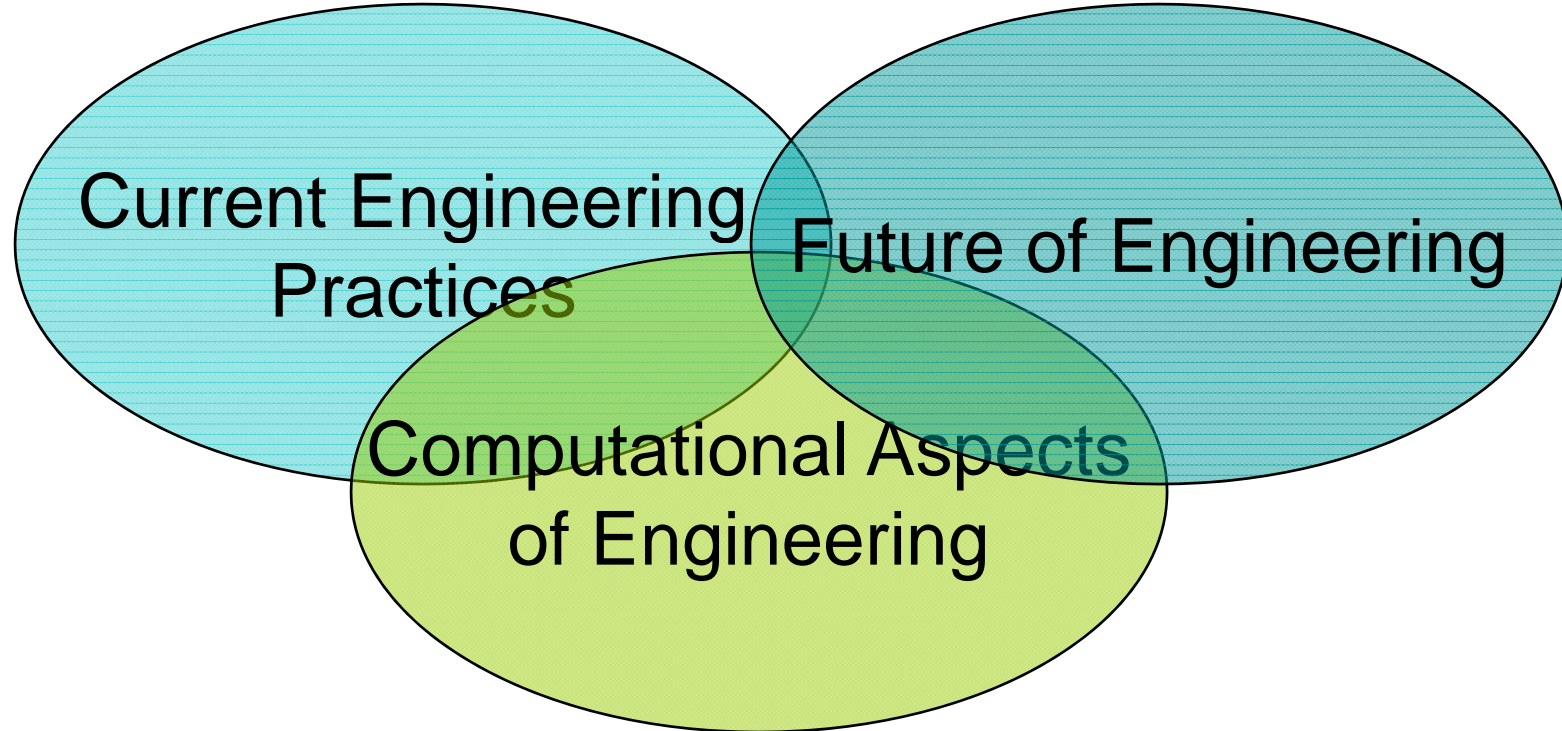 Current Engineering
Practices
Future of Engineering
Computational Aspects
of Engineering